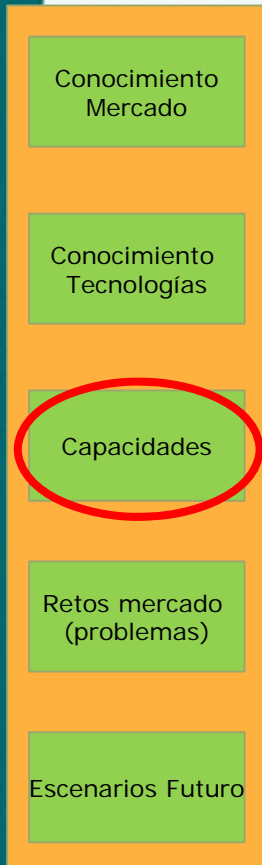 Conocimiento
Mercado
Conocimiento
Tecnologías
Capacidades
Retos mercado
(problemas)
Escenarios Futuro